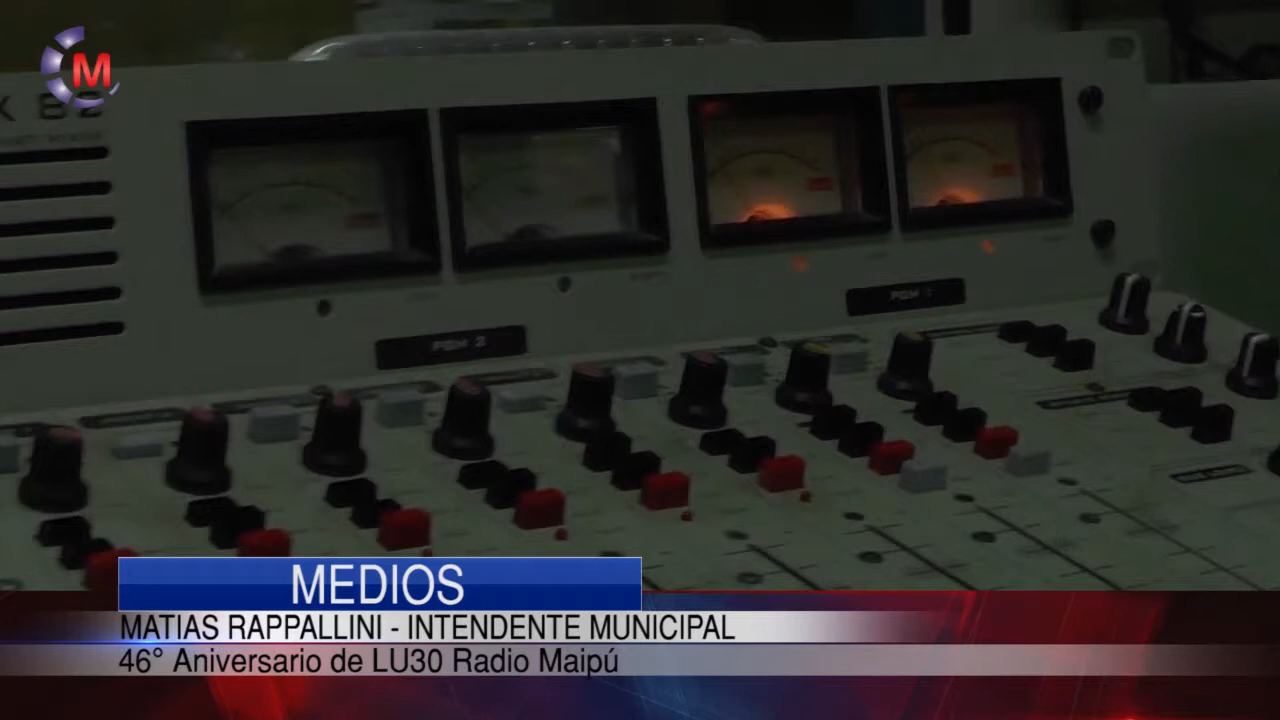 M
PGM 2
PGM 1
MEDIOS
MATIAS RAPPALLINI - INTENDENTE MUNICIPAL
46° Aniversario de LU30 Radio Maipú